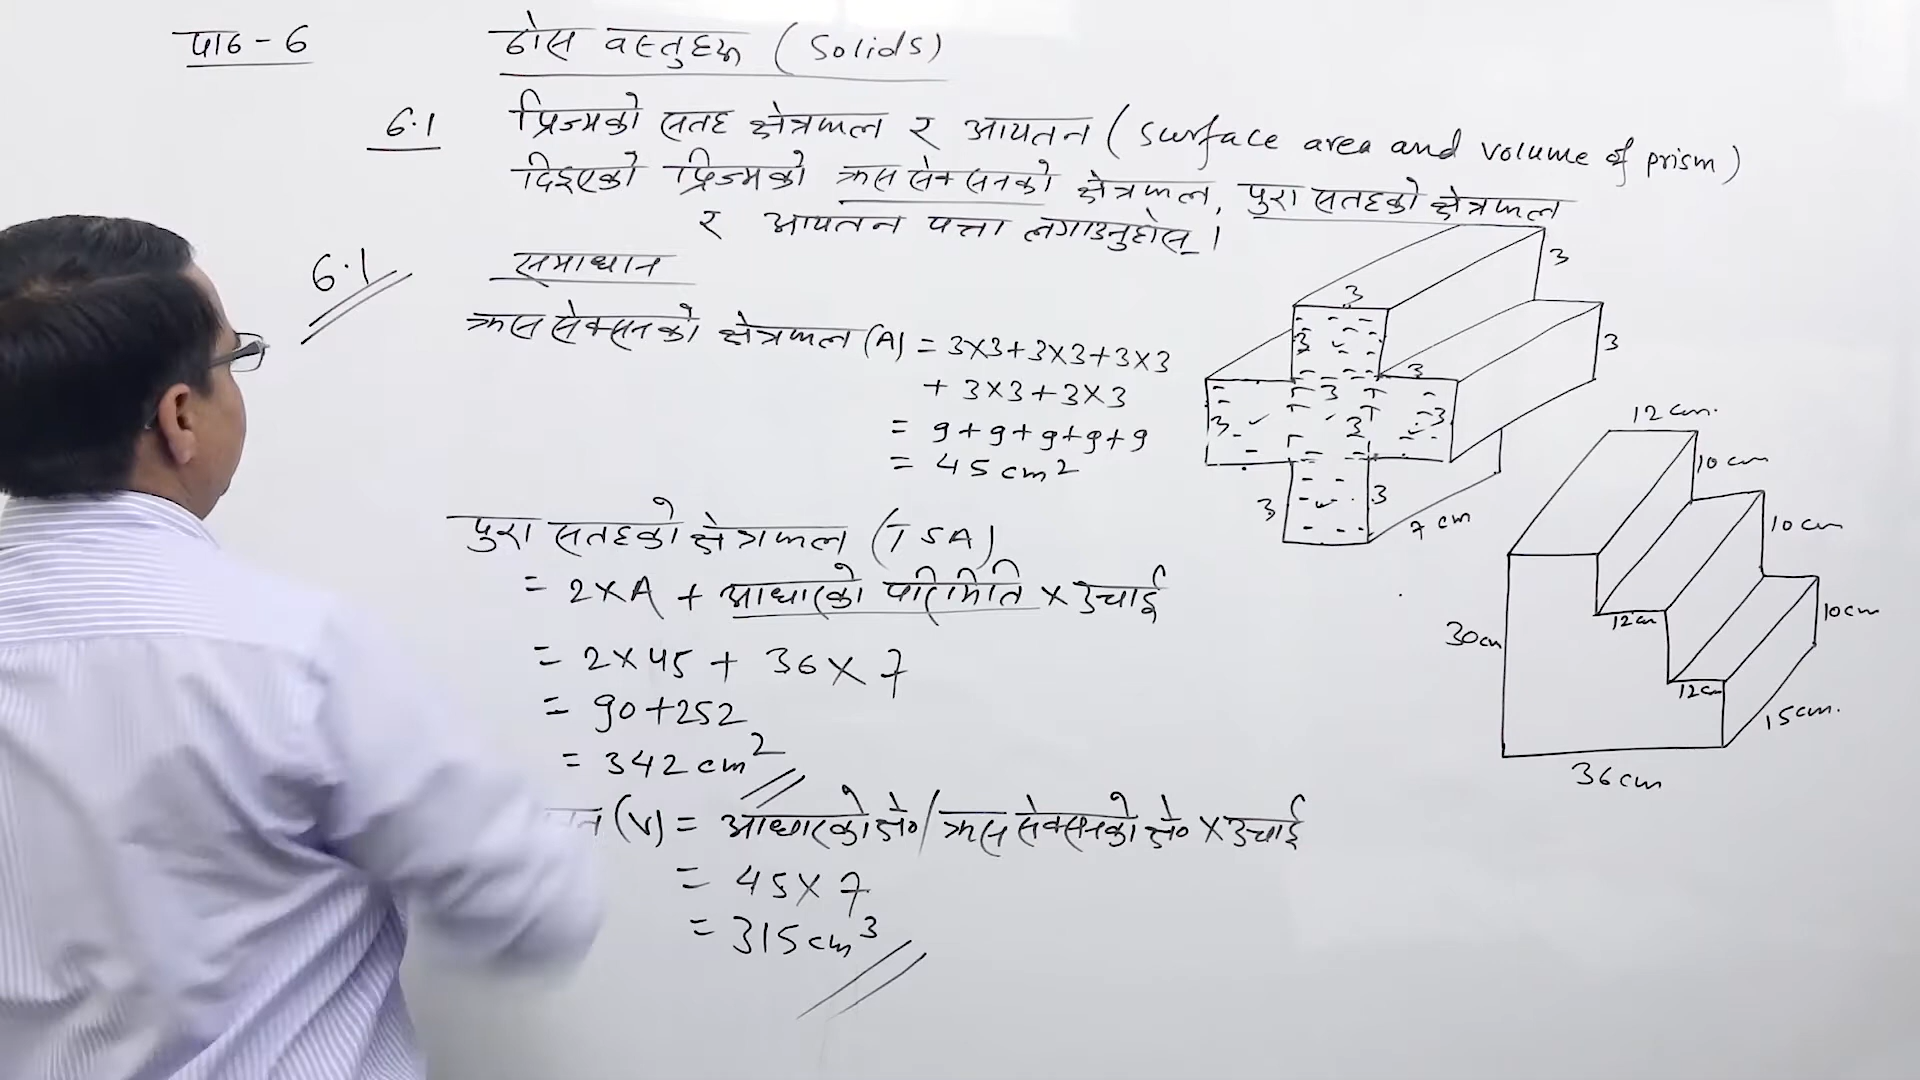 पाठ - 6
ठोस वस्तुहरू (Solids)
6.1 प्रिज्मको सतह क्षेत्रफल र आयतन (surface area and volume of prism)
दिइएको प्रिज्मको क्रस सेक्सनको क्षेत्रफल, पुरा सतहको क्षेत्रफल
र आयतन पत्ता लगाउनुहोस् ।
6.1
समाधान
क्रस सेक्सनको क्षेत्रफल (A) = 3×3+3×3+3×3
+ 3×3+3×3
= 9+9+9+9+9
= 45 cm²
पुरा सतहको क्षेत्रफल (TSA)
= 2×A + आधारको परिमिति × उचाई
= 2×45 + 36×7
= 90+252
= 342 cm²
(V) = आधारको क्षे०/क्रस सेक्सनको क्षे० × उचाई
= 45×7
= 315 cm³
3
3
3
3
3
3
3
3
3
3
3
7 cm
12 cm.
10 cm
10 cm
10 cm
12 cm
30 cm
12 cm
15 cm.
36 cm